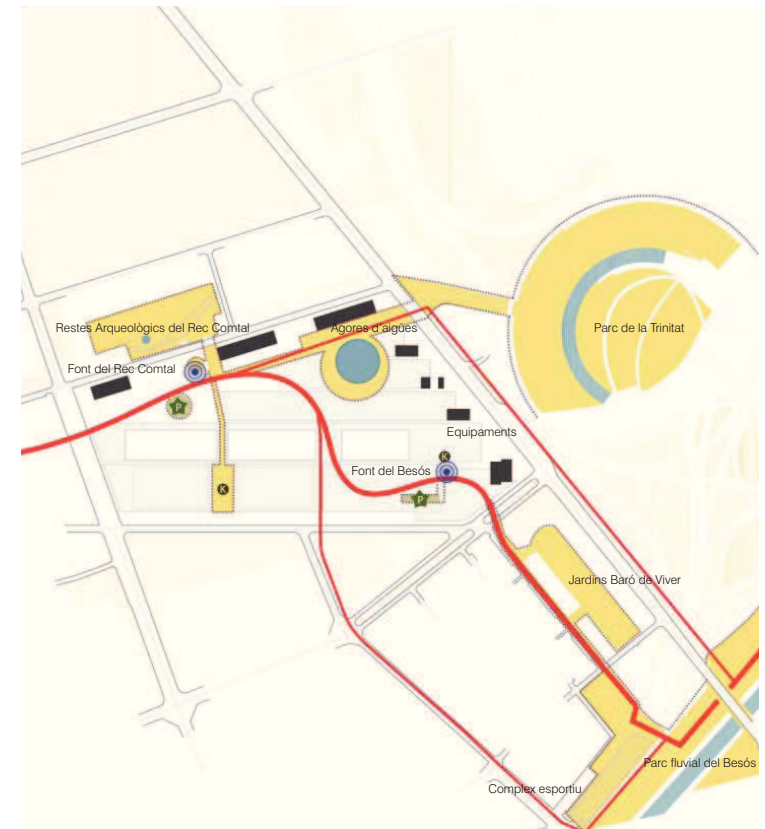 Restes Arqueològics del Rec Comtal
Agores d'aigües
Parc de la Trinitat
Font del Rec Comtal
P
Equipaments
K
Font del Besós
K
P
Jardins Baró de Viver
Parc fluvial del Besós
Complex esportiu